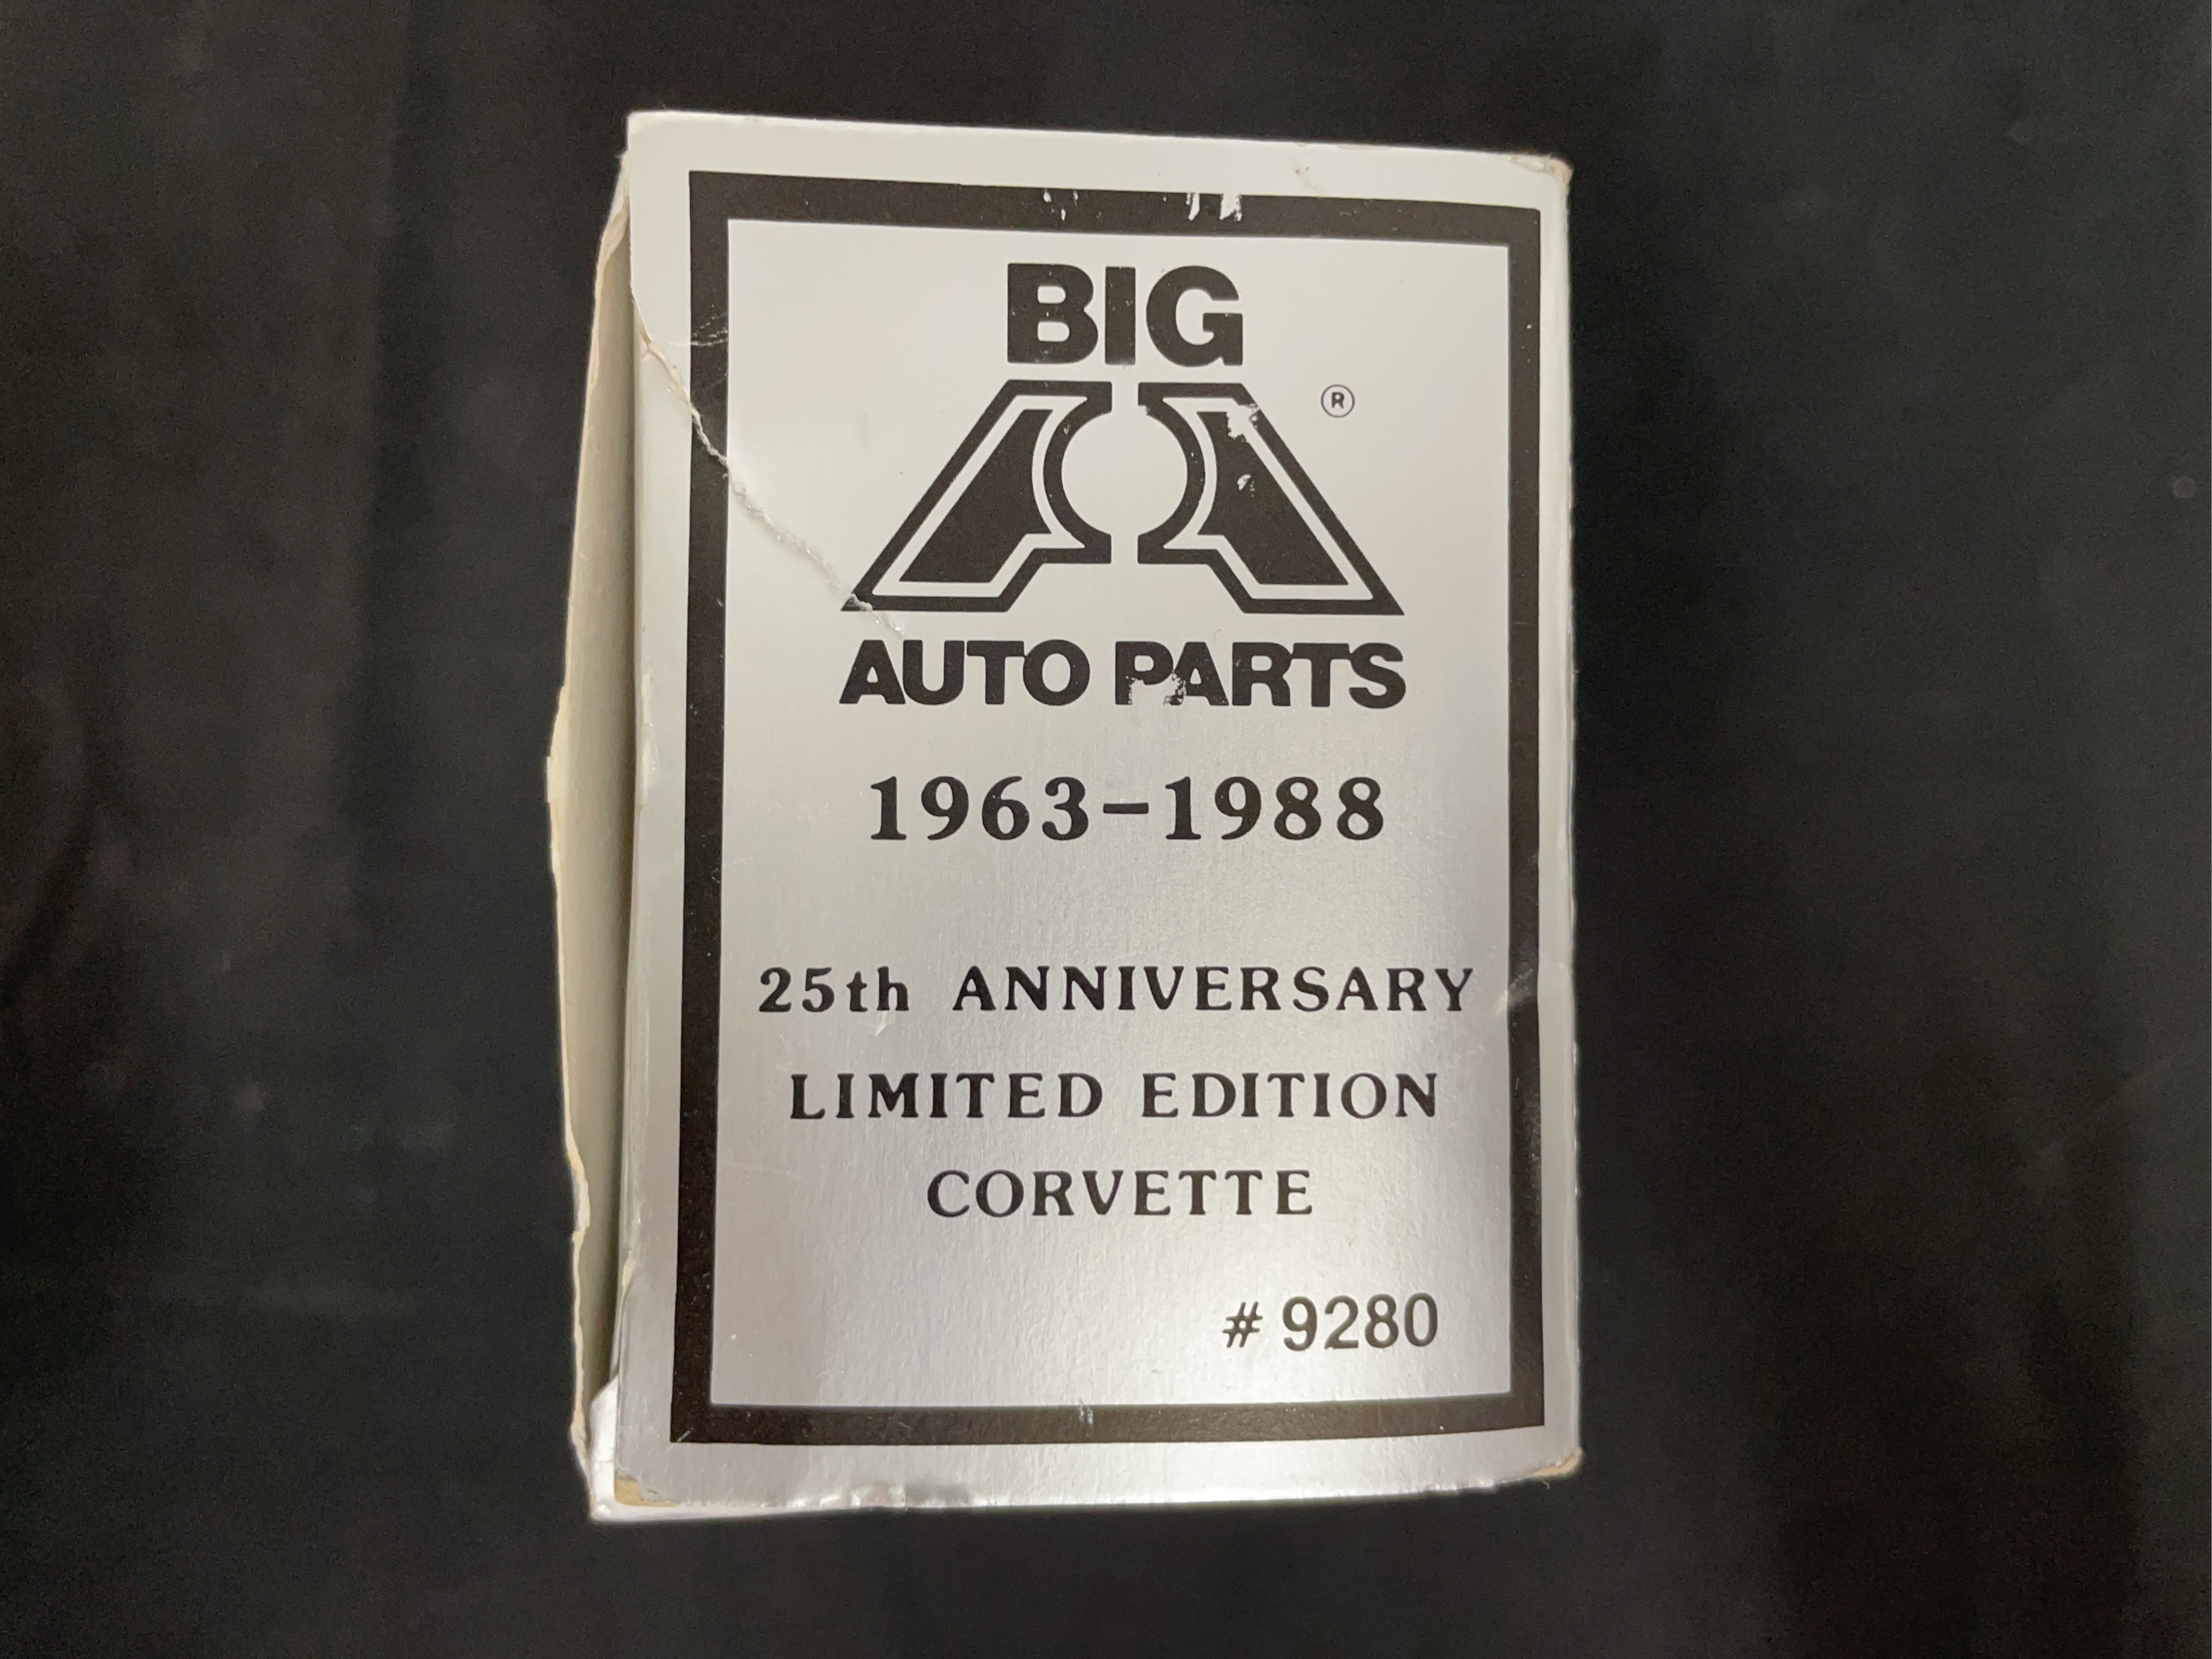 BIG
A ®
AUTO PARTS
1963-1988
25th ANNIVERSARY
LIMITED EDITION
CORVETTE
# 9280